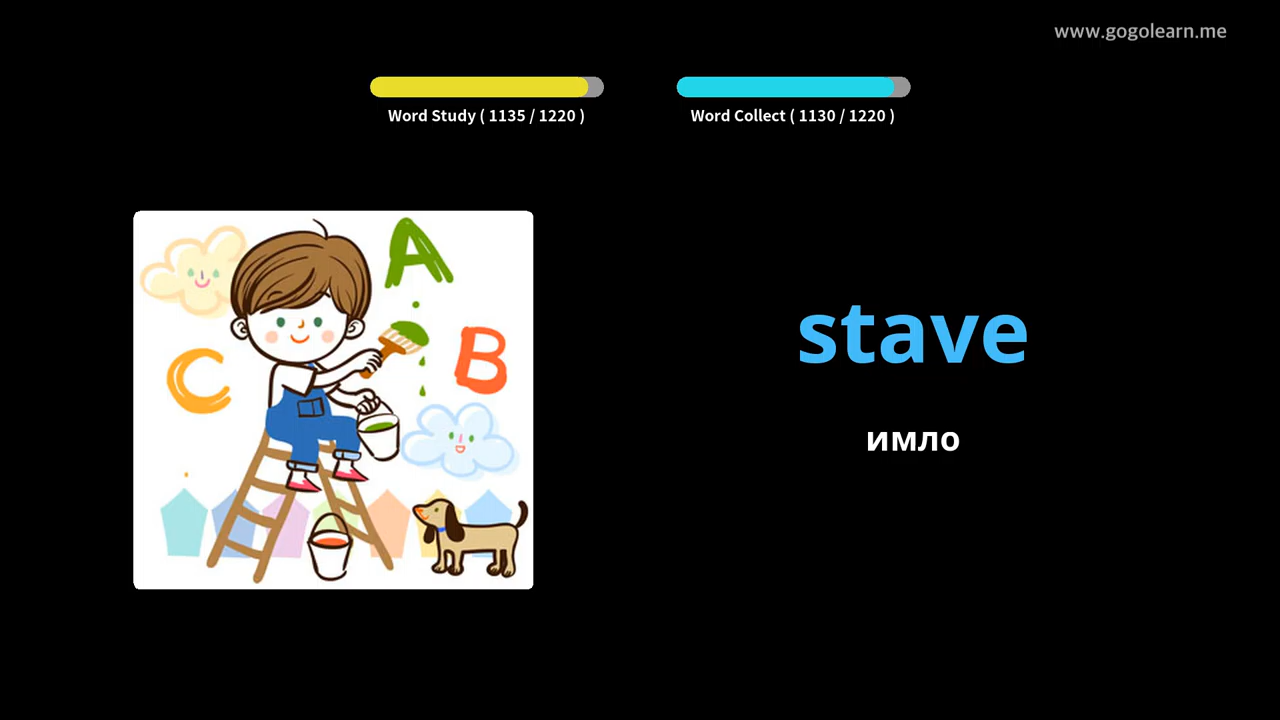 www.gogolearn.me
Word Study ( 1135 / 1220 )
Word Collect ( 1130 / 1220 )
A
B
C
stave
имло